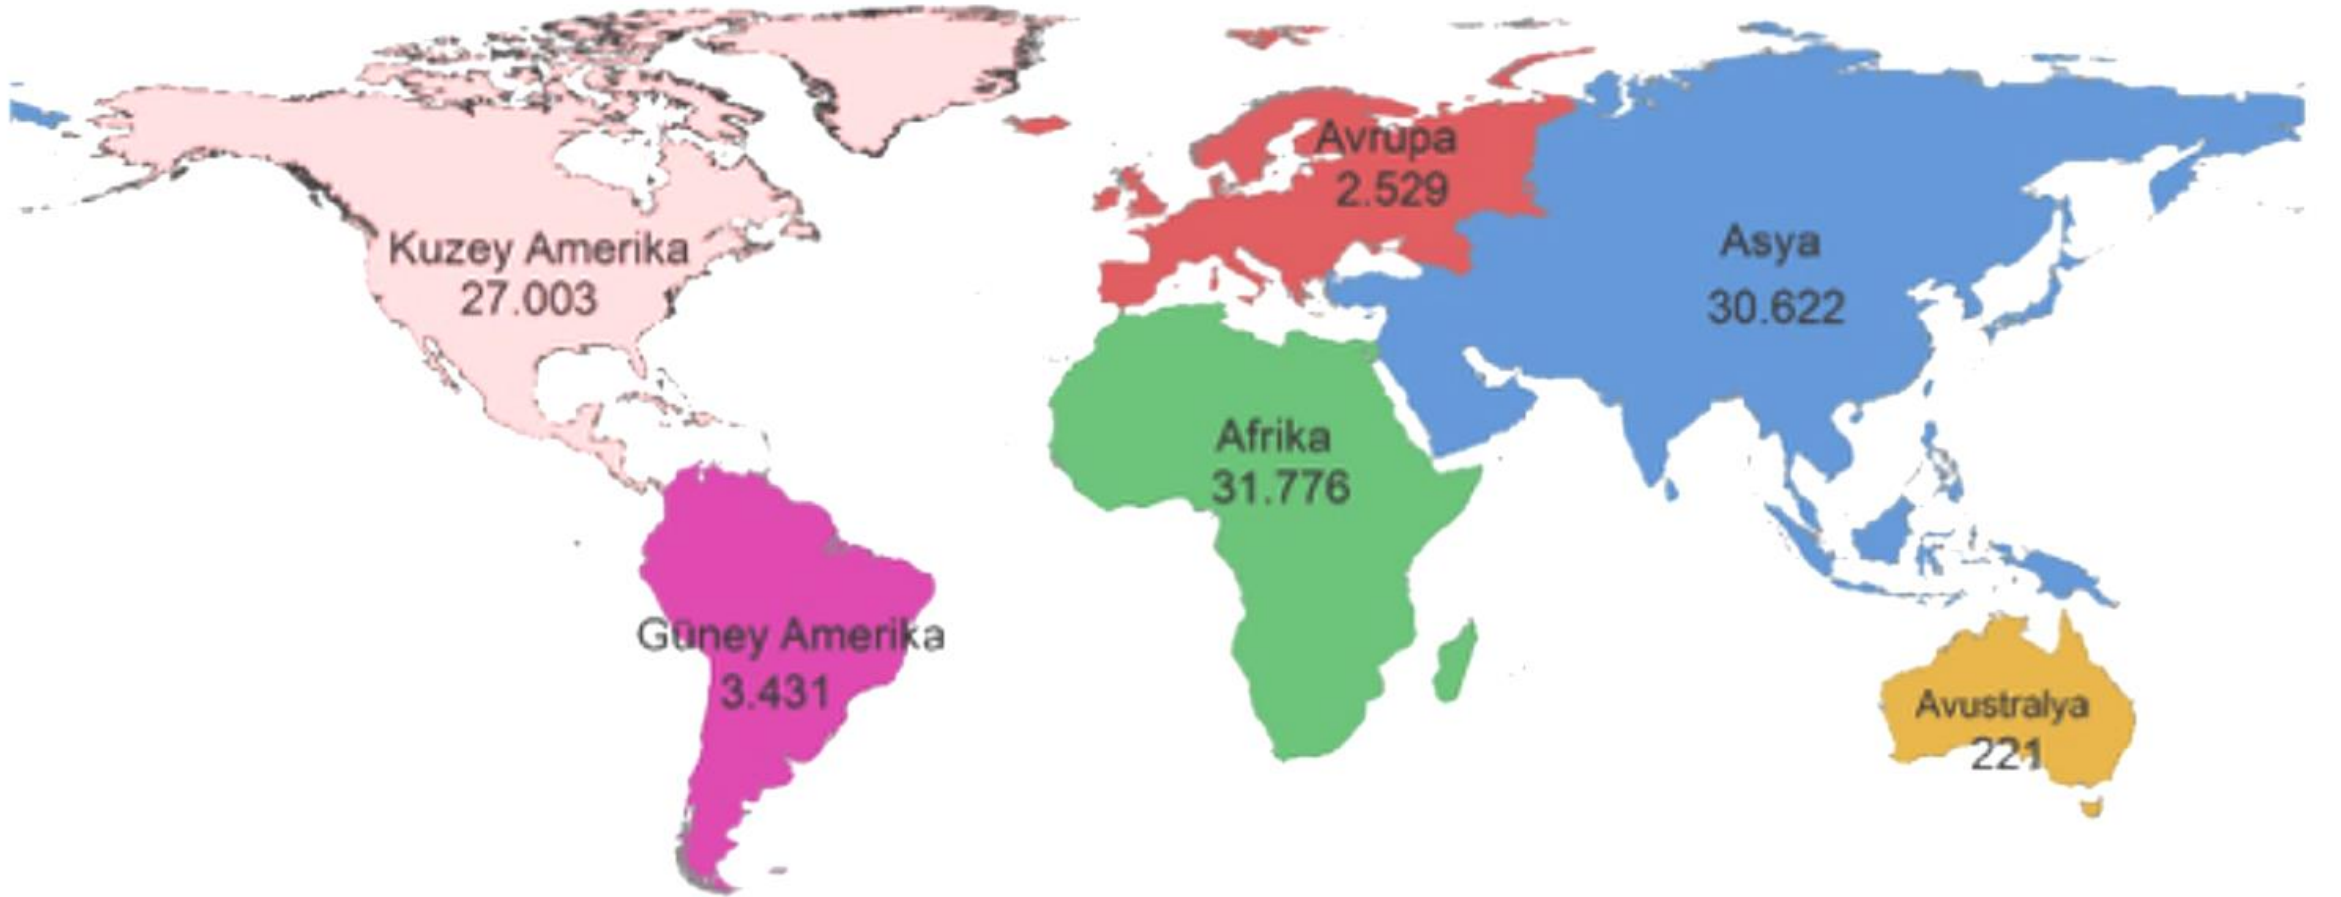 Kuzey Amerika
27.003
Avrupa
2.529
Asya
30.622
Afrika
31.776
Güney Amerika
3.431
Avustralya
221